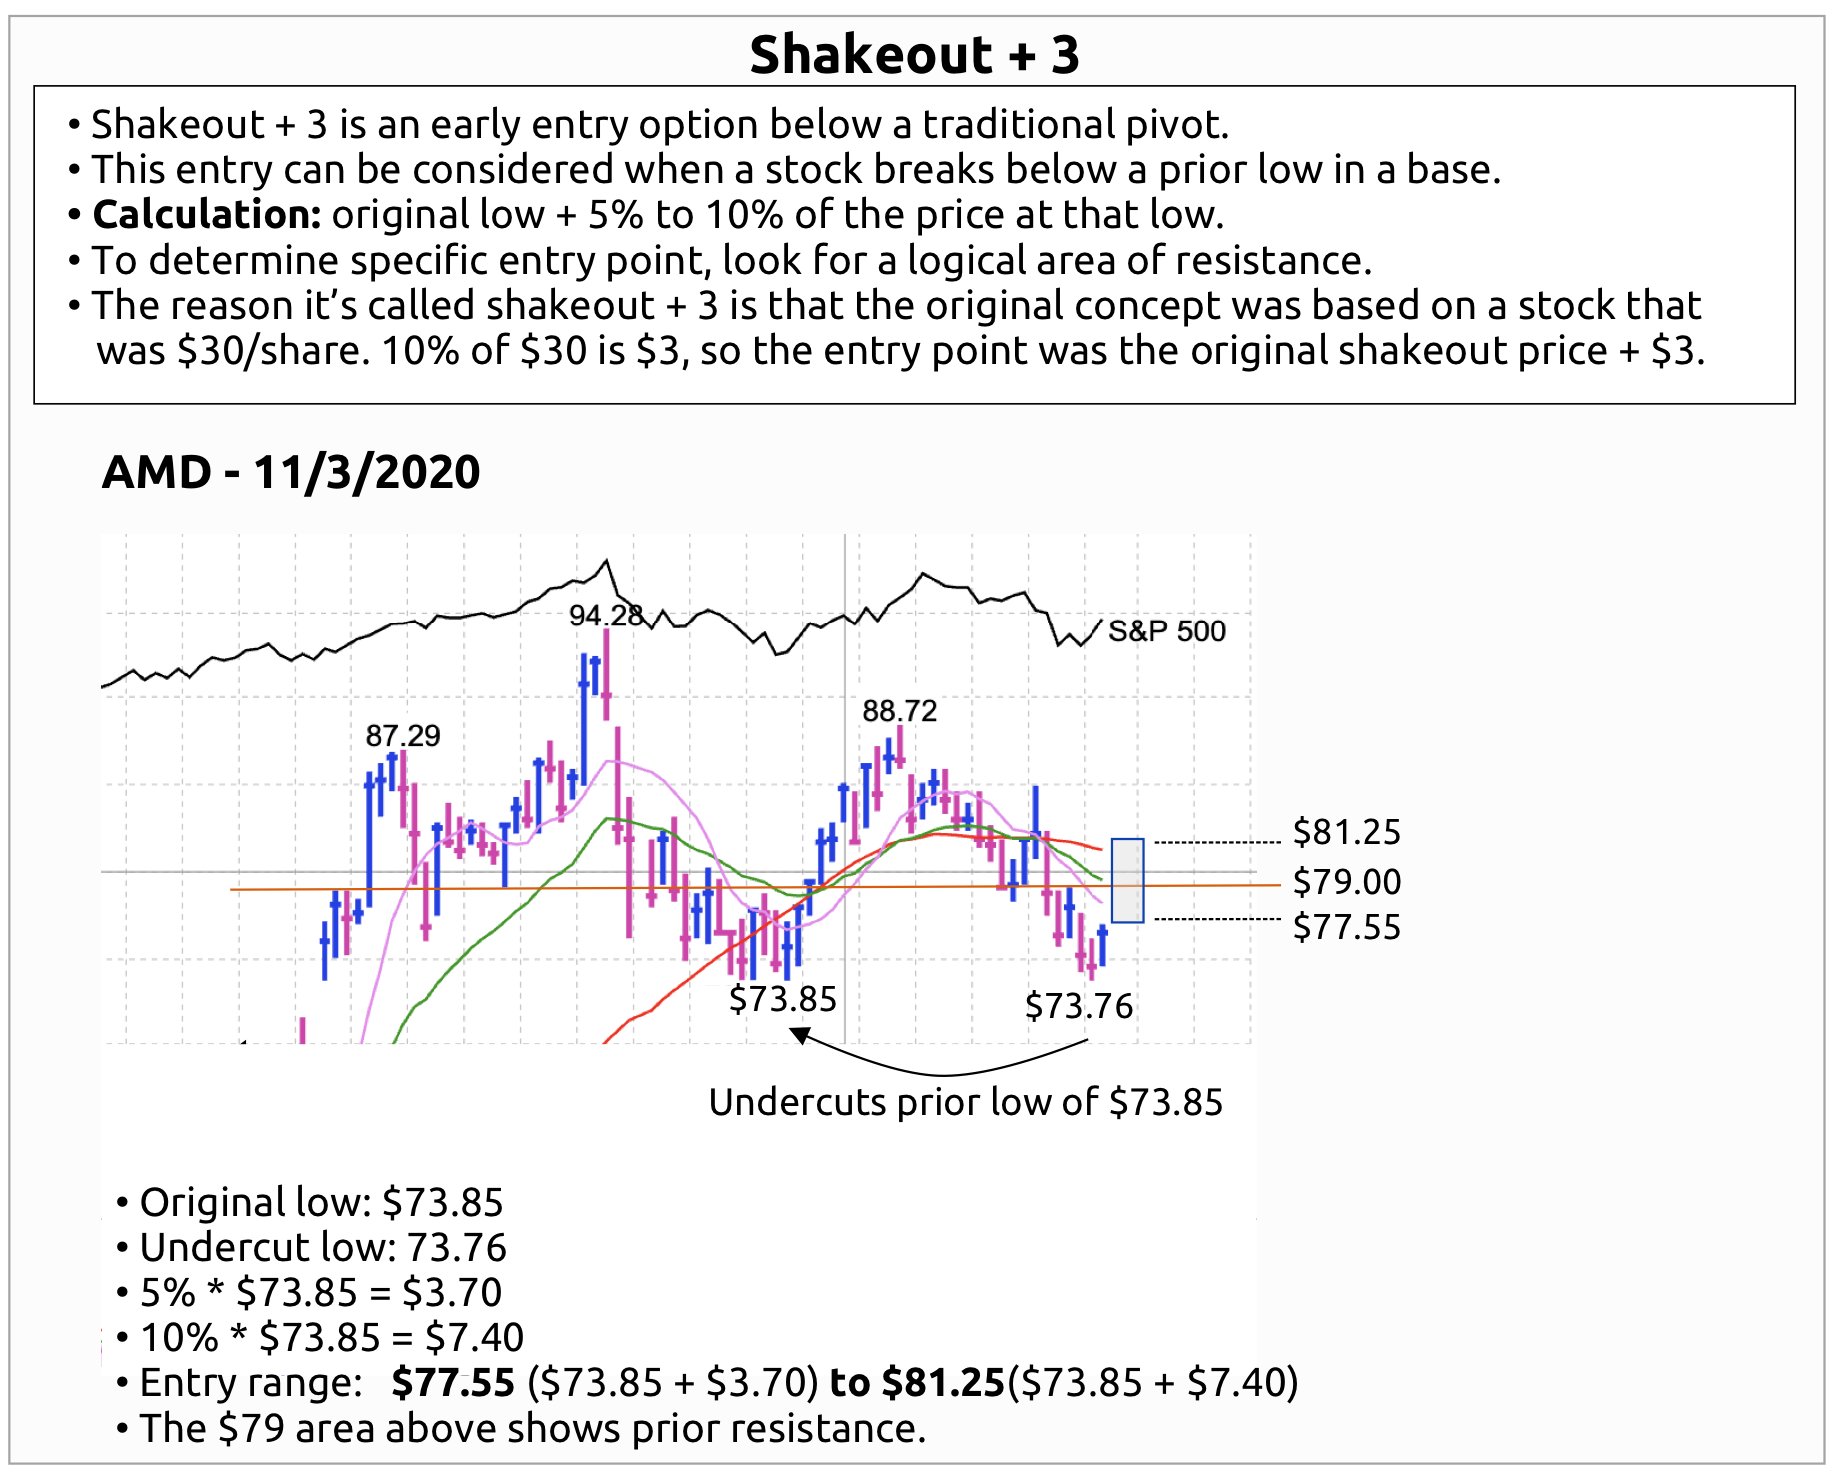 Shakeout + 3
• Shakeout + 3 is an early entry option below a traditional pivot.
• This entry can be considered when a stock breaks below a prior low in a base.
• Calculation: original low + 5% to 10% of the price at that low.
• To determine specific entry point, look for a logical area of resistance.
• The reason it’s called shakeout + 3 is that the original concept was based on a stock that
was $30/share. 10% of $30 is $3, so the entry point was the original shakeout price + $3.
AMD - 11/3/2020
94.28
S&P 500
88.72
87.29
$81.25
$79.00
$77.55
$73.85
$73.76
Undercuts prior low of $73.85
• Original low: $73.85
• Undercut low: 73.76
• 5% * $73.85 = $3.70
• 10% * $73.85 = $7.40
• Entry range: $77.55 ($73.85 + $3.70) to $81.25($73.85 + $7.40)
• The $79 area above shows prior resistance.